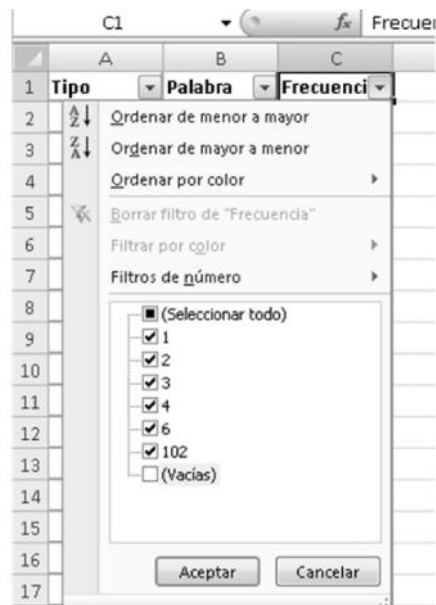 C1 fx Frecuen
A B C
1 Tipo Palabra Frecuenci
2 Ordenar de menor a mayor
3 Ordenar de mayor a menor
4 Ordenar por color
5 Borrar filtro de "Frecuencia"
6 Filtrar por color
7 Filtros de número
8 (Seleccionar todo)
9 1
10 2
3
11 4
12 6
102
13 (Vacías)
14
15
16 Aceptar Cancelar
17